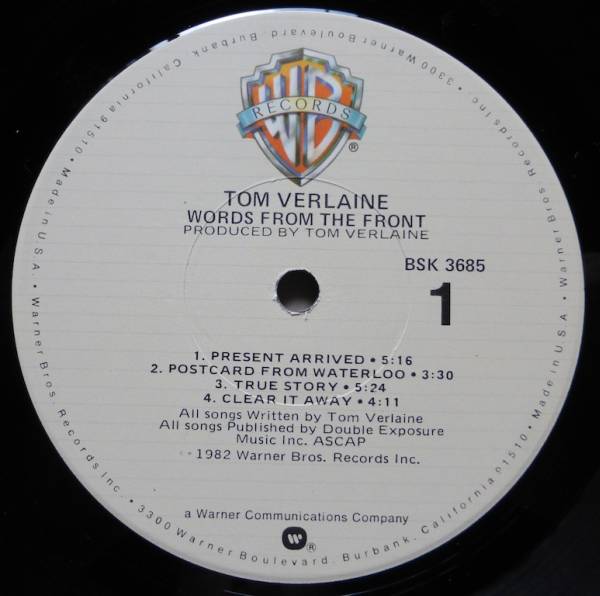 WB
RECORDS
®
TOM VERLAINE
WORDS FROM THE FRONT
PRODUCED BY TOM VERLAINE
BSK 3685
1
1. PRESENT ARRIVED • 5:16
2. POSTCARD FROM WATERLOO • 3:30
3. TRUE STORY • 5:24
4. CLEAR IT AWAY • 4:11
All songs Written by Tom Verlaine
All songs Published by Double Exposure
Music Inc. ASCAP
1982 Warner Bros. Records Inc.
a Warner Communications Company
W ®
Made in U.S.A. • Warner Bros. Records Inc. • 3300 Warner Boulevard, Burbank, California 91510 • Made in U.S.A. • Warner Bros. Records Inc. • 3300 Warner Boulevard, Burbank, California 91510 •